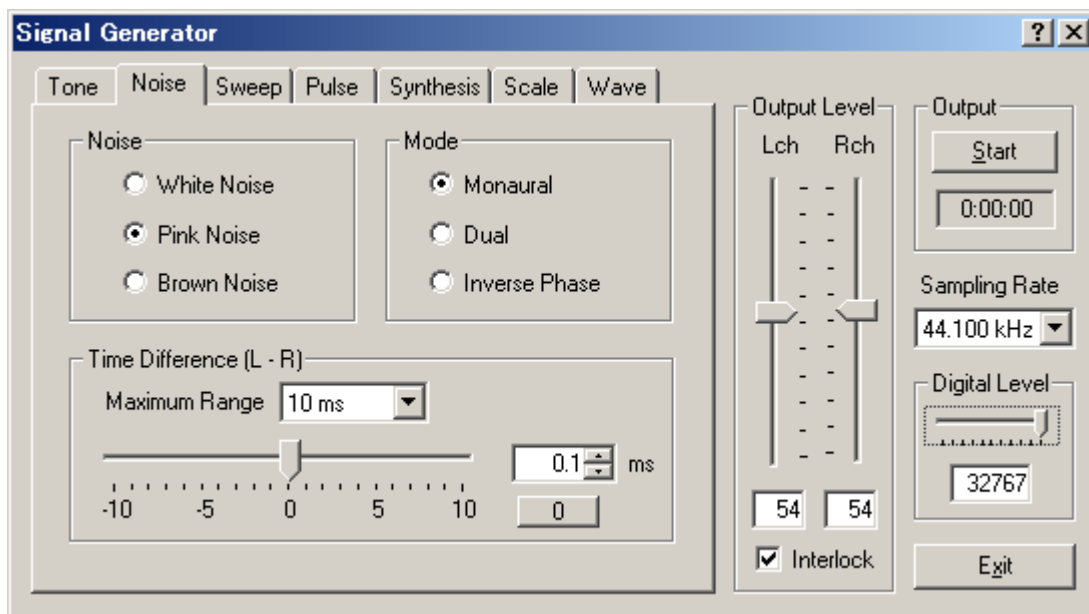 Signal Generator
Tone Noise Sweep Pulse Synthesis Scale Wave
Noise
White Noise
Pink Noise
Brown Noise
Mode
Monaural
Dual
Inverse Phase
Time Difference (L - R)
Maximum Range 10 ms
0.1 ms
-10 -5 0 5 10
0
Output Level
Lch Rch
54 54
Interlock
Output
Start
0:00:00
Sampling Rate
44.100 kHz
Digital Level
32767
Exit